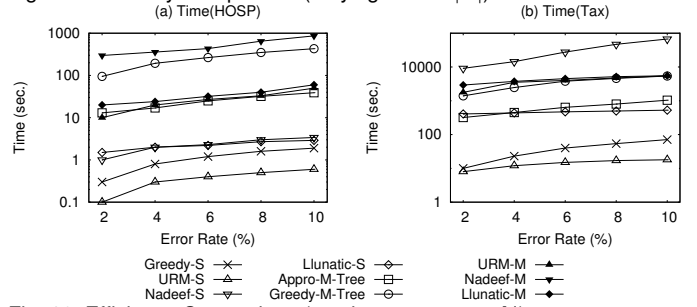 (a) Time(HOSP)
(b) Time(Tax)
1000
100
10
1
0.1
Time (sec.)
2 4 6 8 10
Error Rate (%)
10000
100
1
Time (sec.)
2 4 6 8 10
Error Rate (%)
Greedy-S
URM-S
Nadeef-S
Llunatic-S
Appro-M-Tree
Greedy-M-Tree
URM-M
Nadeef-M
Llunatic-M